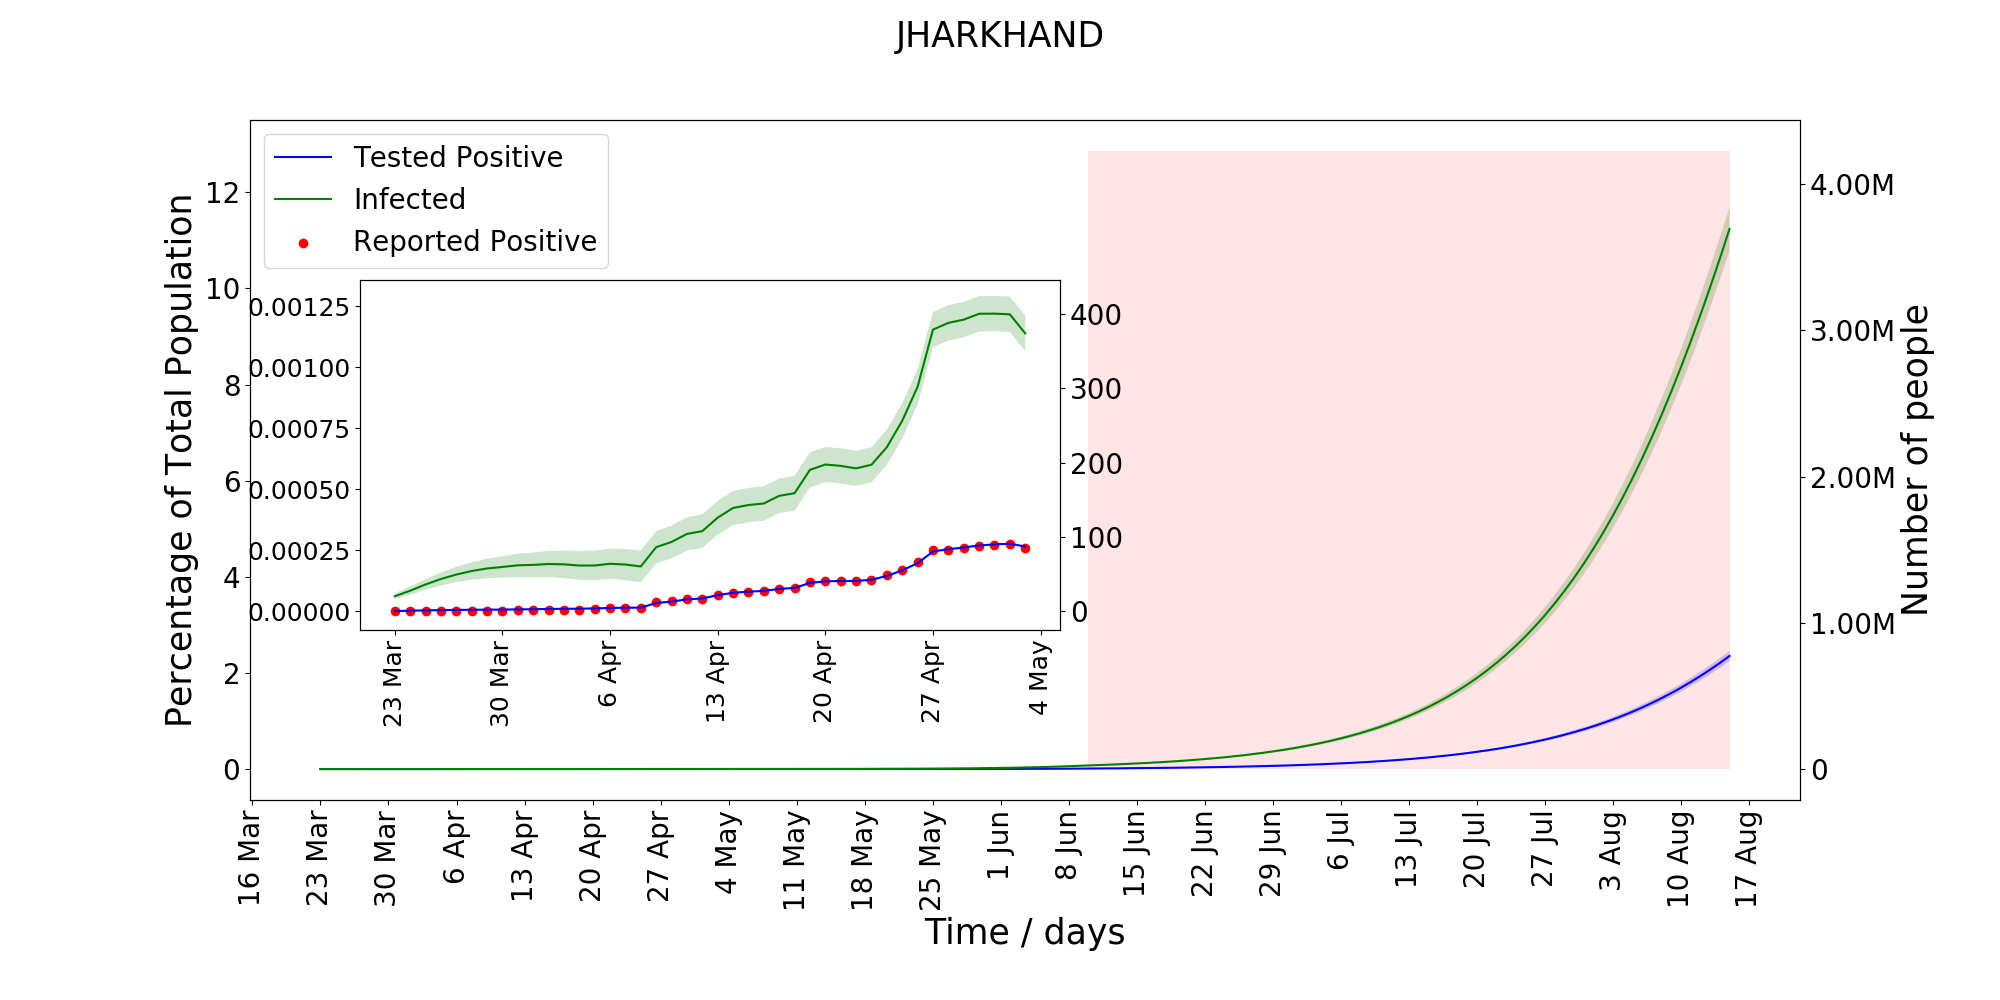 JHARKHAND
Tested Positive
Infected
Reported Positive
Percentage of Total Population
12
10
8
6
4
2
0
4.00M
3.00M
2.00M
1.00M
0
Number of people
0.00125
0.00100
0.00075
0.00050
0.00025
0.00000
400
300
200
100
0
23 Mar
30 Mar
6 Apr
13 Apr
20 Apr
27 Apr
4 May
16 Mar
23 Mar
30 Mar
6 Apr
13 Apr
20 Apr
27 Apr
4 May
11 May
18 May
25 May
1 Jun
8 Jun
15 Jun
22 Jun
29 Jun
6 Jul
13 Jul
20 Jul
27 Jul
3 Aug
10 Aug
17 Aug
Time / days